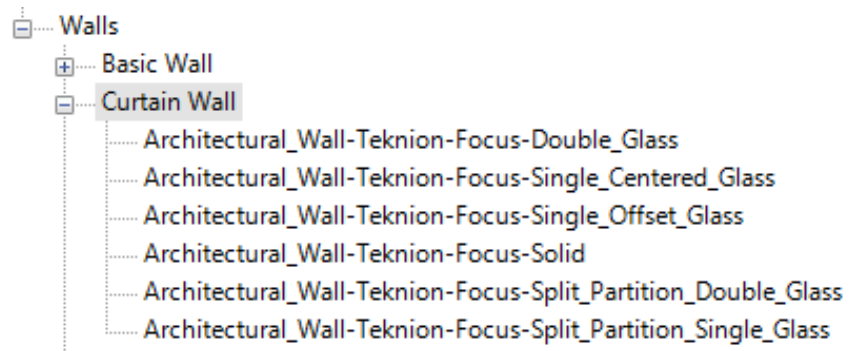 Walls
Basic Wall
Curtain Wall
Architectural_Wall-Teknion-Focus-Double_Glass
Architectural_Wall-Teknion-Focus-Single_Centered_Glass
Architectural_Wall-Teknion-Focus-Single_Offset_Glass
Architectural_Wall-Teknion-Focus-Solid
Architectural_Wall-Teknion-Focus-Split_Partition_Double_Glass
Architectural_Wall-Teknion-Focus-Split_Partition_Single_Glass